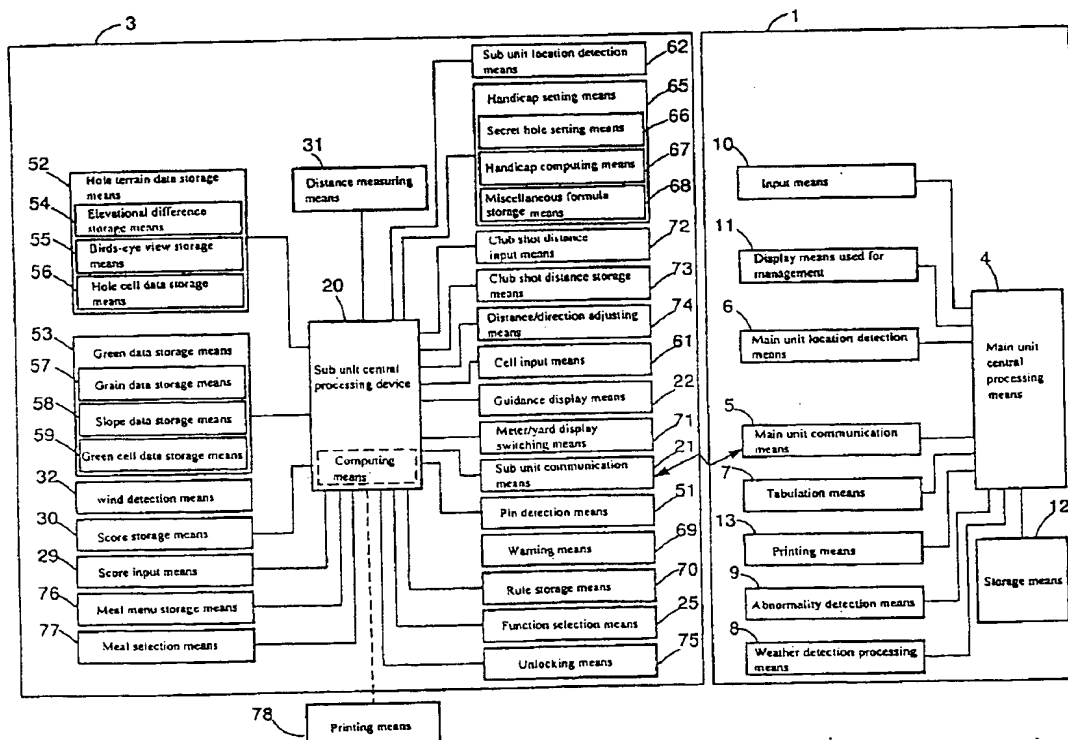 3
1
Sub unit location detection
means
62
Handicap setting means
65
Secret hole setting means
66
Handicap computing means
67
Miscellaneous formula
storage means
68
31
Distance measuring
means
52
Hole terrain data storage
means
54
Elevational difference
storage means
55
Birds-eye view storage
means
56
Hole cell data storage
means
Club shot distance
input means
72
Club shot distance storage
means
73
Distance/direction adjusting
means
74
Cell input means
61
Guidance display means
22
Meter/yard display
switching means
71
Sub unit communication
means
21
Pin detection means
51
Warning means
69
Rule storage means
70
Function selection means
25
Unlocking means
75
20
Sub unit central
processing device
Computing
means
53
Green data storage means
57
Grain data storage means
58
Slope data storage means
59
Green cell data storage means
32
wind detection means
30
Score storage means
29
Score input means
76
Meal menu storage means
77
Meal selection means
78
Printing means
10
Input means
11
Display means used for
management
6
Main unit location detection
means
5
Main unit communication
means
7
Tabulation means
13
Printing means
9
Abnormality detection means
8
Weather detection processing
means
4
Main unit
central
processing
means
12
Storage means